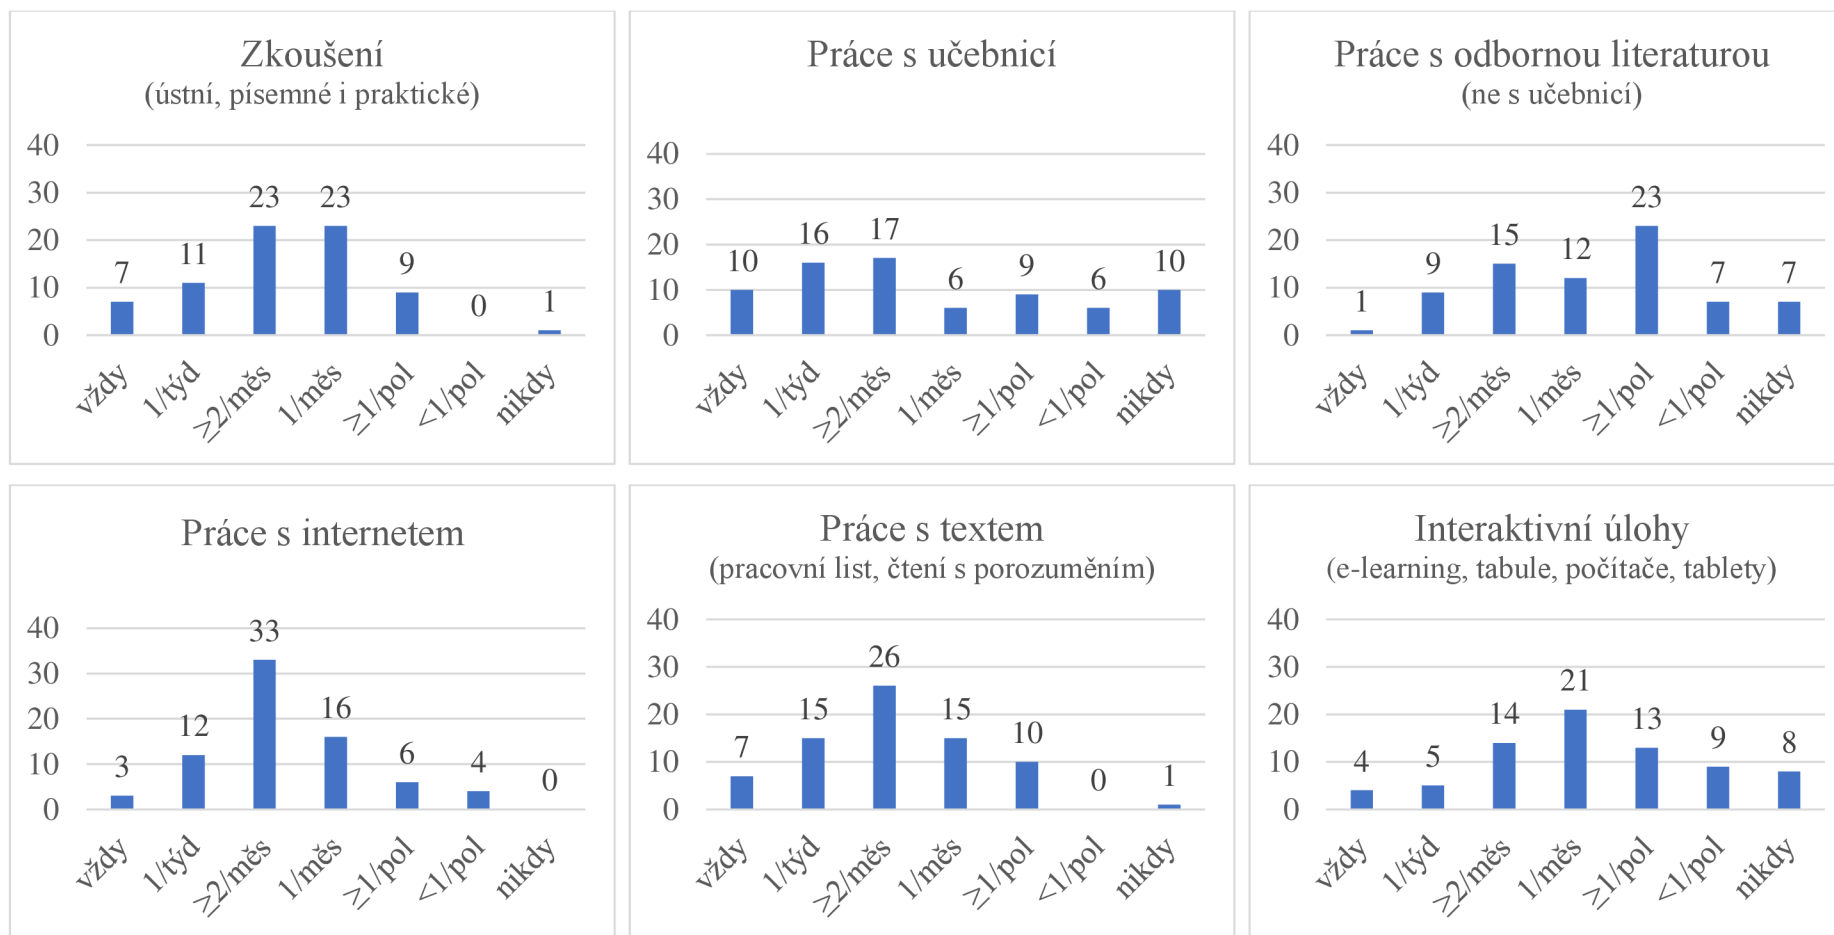 Zkoušení
(ústní, písemné i praktické)
40
30
20
10
0
7
11
23
23
9
0
1
vždy
1/týd
≥2/měs
1/měs
≥1/pol
<1/pol
nikdy
Práce s učebnicí
40
30
20
10
0
10
16
17
6
9
6
10
vždy
1/týd
≥2/měs
1/měs
≥1/pol
<1/pol
nikdy
Práce s odbornou literaturou
(ne s učebnicí)
40
30
20
10
0
1
9
15
12
23
7
7
vždy
1/týd
≥2/měs
1/měs
≥1/pol
<1/pol
nikdy
Práce s internetem
40
30
20
10
0
3
12
33
16
6
4
0
vždy
1/týd
≥2/měs
1/měs
≥1/pol
<1/pol
nikdy
Práce s textem
(pracovní list, čtení s porozuměním)
40
30
20
10
0
7
15
26
15
10
0
1
vždy
1/týd
≥2/měs
1/měs
≥1/pol
<1/pol
nikdy
Interaktivní úlohy
(e-learning, tabule, počítače, tablety)
40
30
20
10
0
4
5
14
21
13
9
8
vždy
1/týd
≥2/měs
1/měs
≥1/pol
<1/pol
nikdy